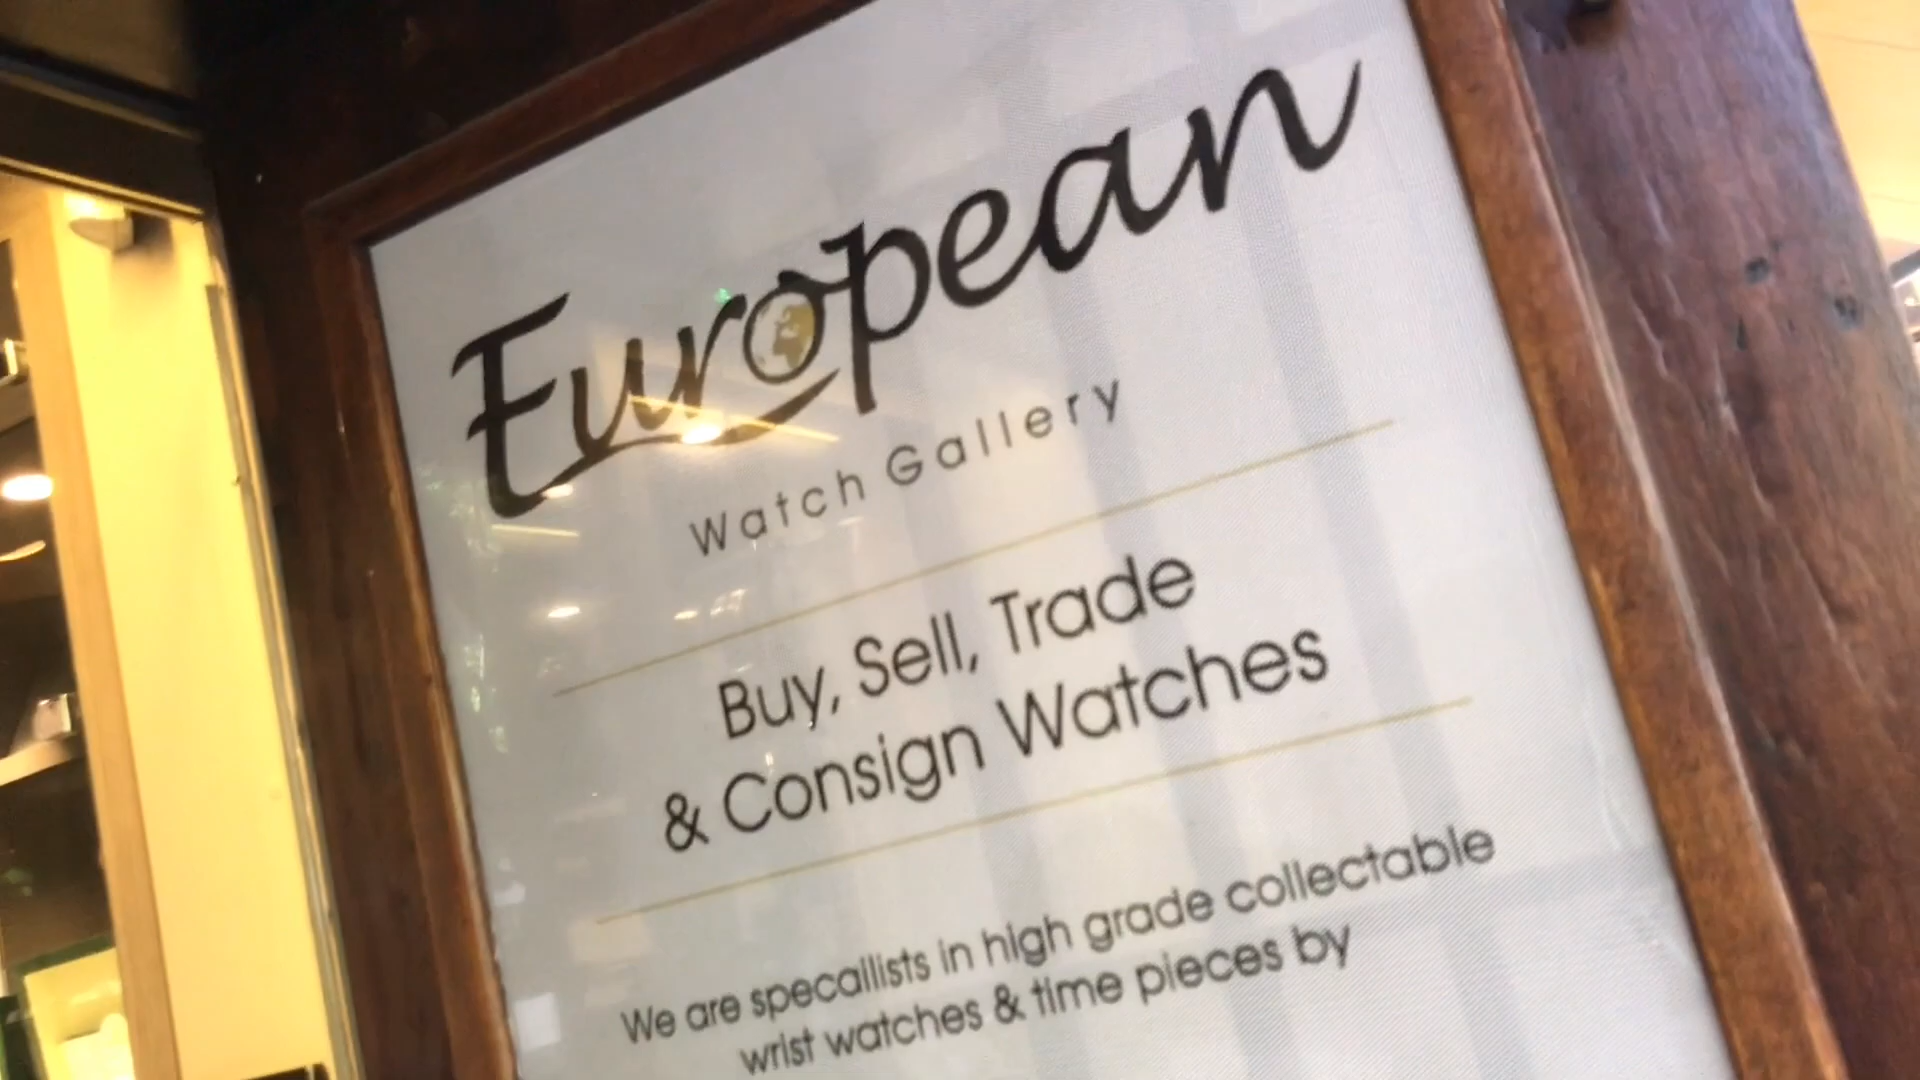 European
Watch Gallery
Buy, Sell, Trade
& Consign Watches
We are specailists in high grade collectable
wrist watches & time pieces by